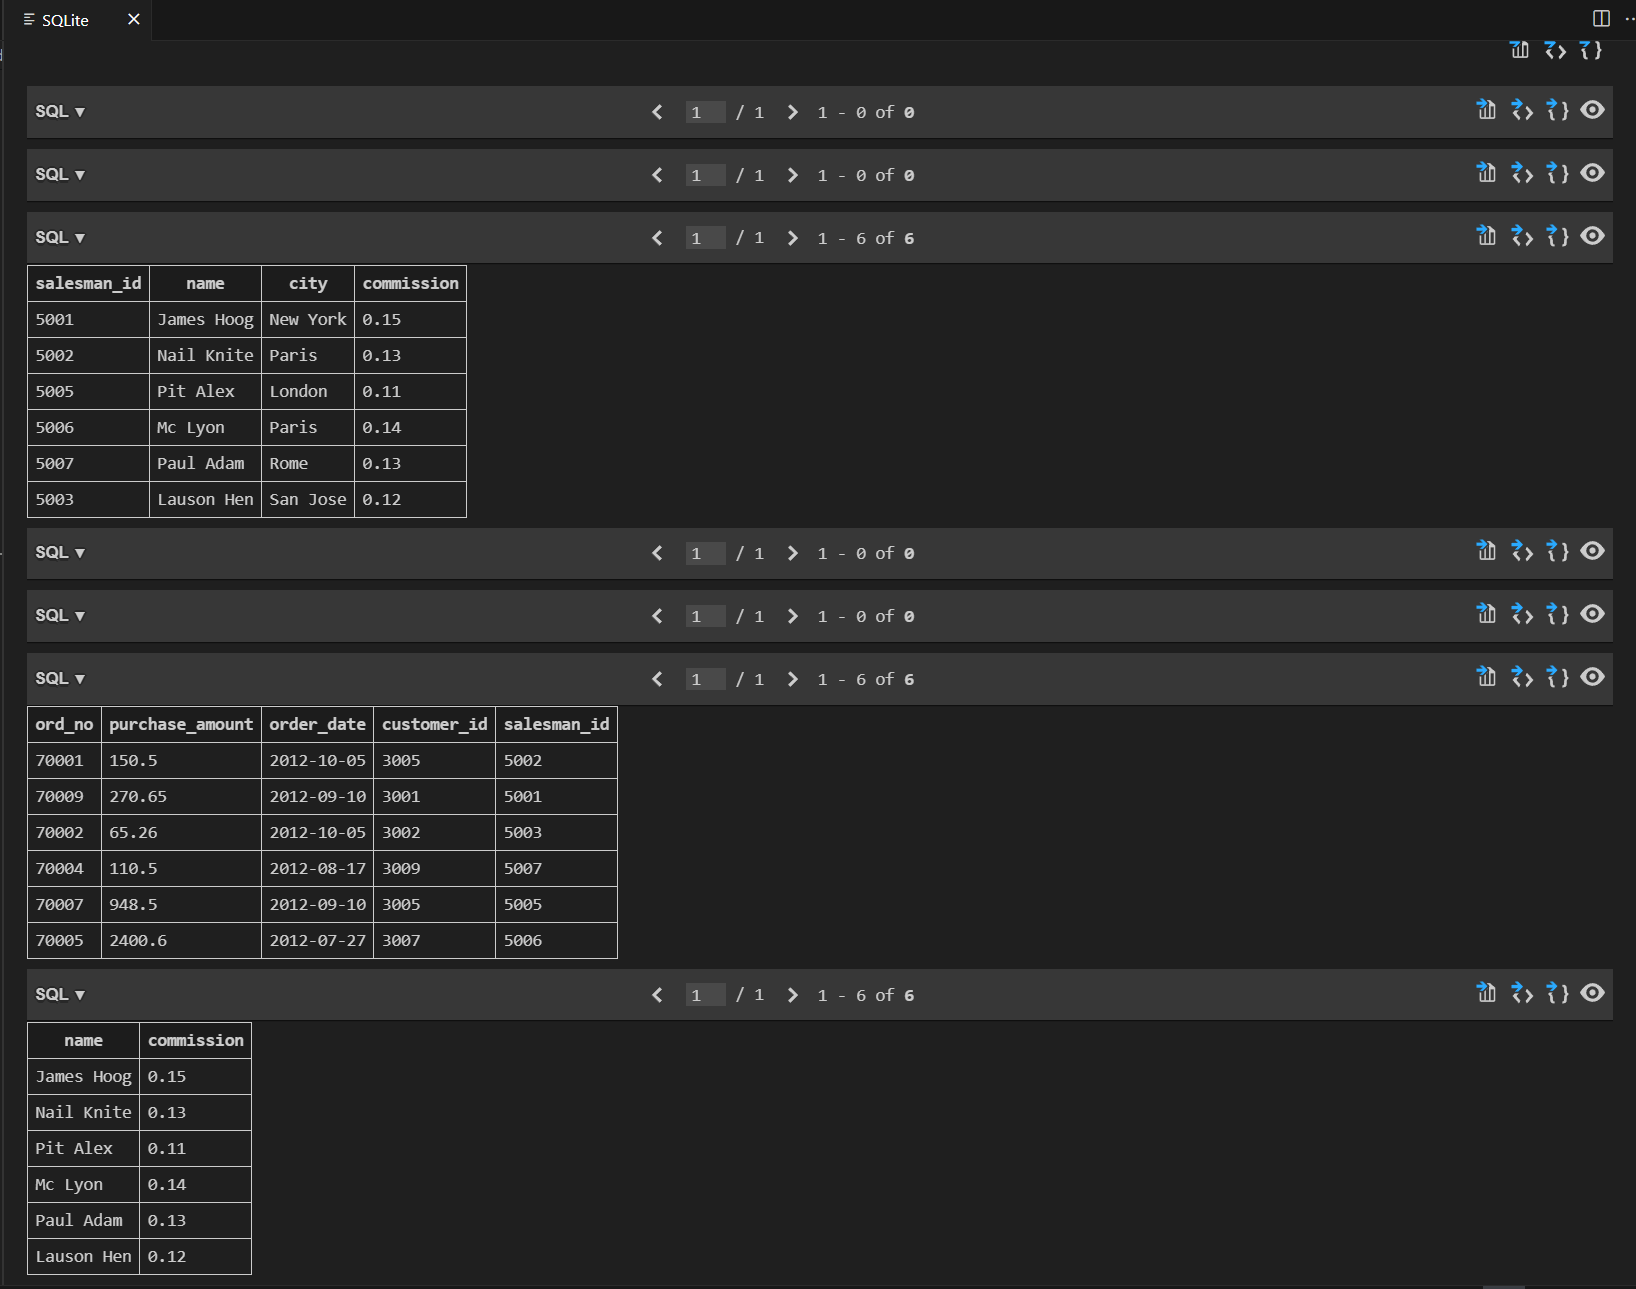 SQLite
SQL ▼ 1 / 1 1 - 0 of 0
SQL ▼ 1 / 1 1 - 0 of 0
SQL ▼ 1 / 1 1 - 6 of 6
salesman_id name city commission
5001 James Hoog New York 0.15
5002 Nail Knite Paris 0.13
5005 Pit Alex London 0.11
5006 Mc Lyon Paris 0.14
5007 Paul Adam Rome 0.13
5003 Lauson Hen San Jose 0.12
SQL ▼ 1 / 1 1 - 0 of 0
SQL ▼ 1 / 1 1 - 0 of 0
SQL ▼ 1 / 1 1 - 6 of 6
ord_no purchase_amount order_date customer_id salesman_id
70001 150.5 2012-10-05 3005 5002
70009 270.65 2012-09-10 3001 5001
70002 65.26 2012-10-05 3002 5003
70004 110.5 2012-08-17 3009 5007
70007 948.5 2012-09-10 3005 5005
70005 2400.6 2012-07-27 3007 5006
SQL ▼ 1 / 1 1 - 6 of 6
name commission
James Hoog 0.15
Nail Knite 0.13
Pit Alex 0.11
Mc Lyon 0.14
Paul Adam 0.13
Lauson Hen 0.12